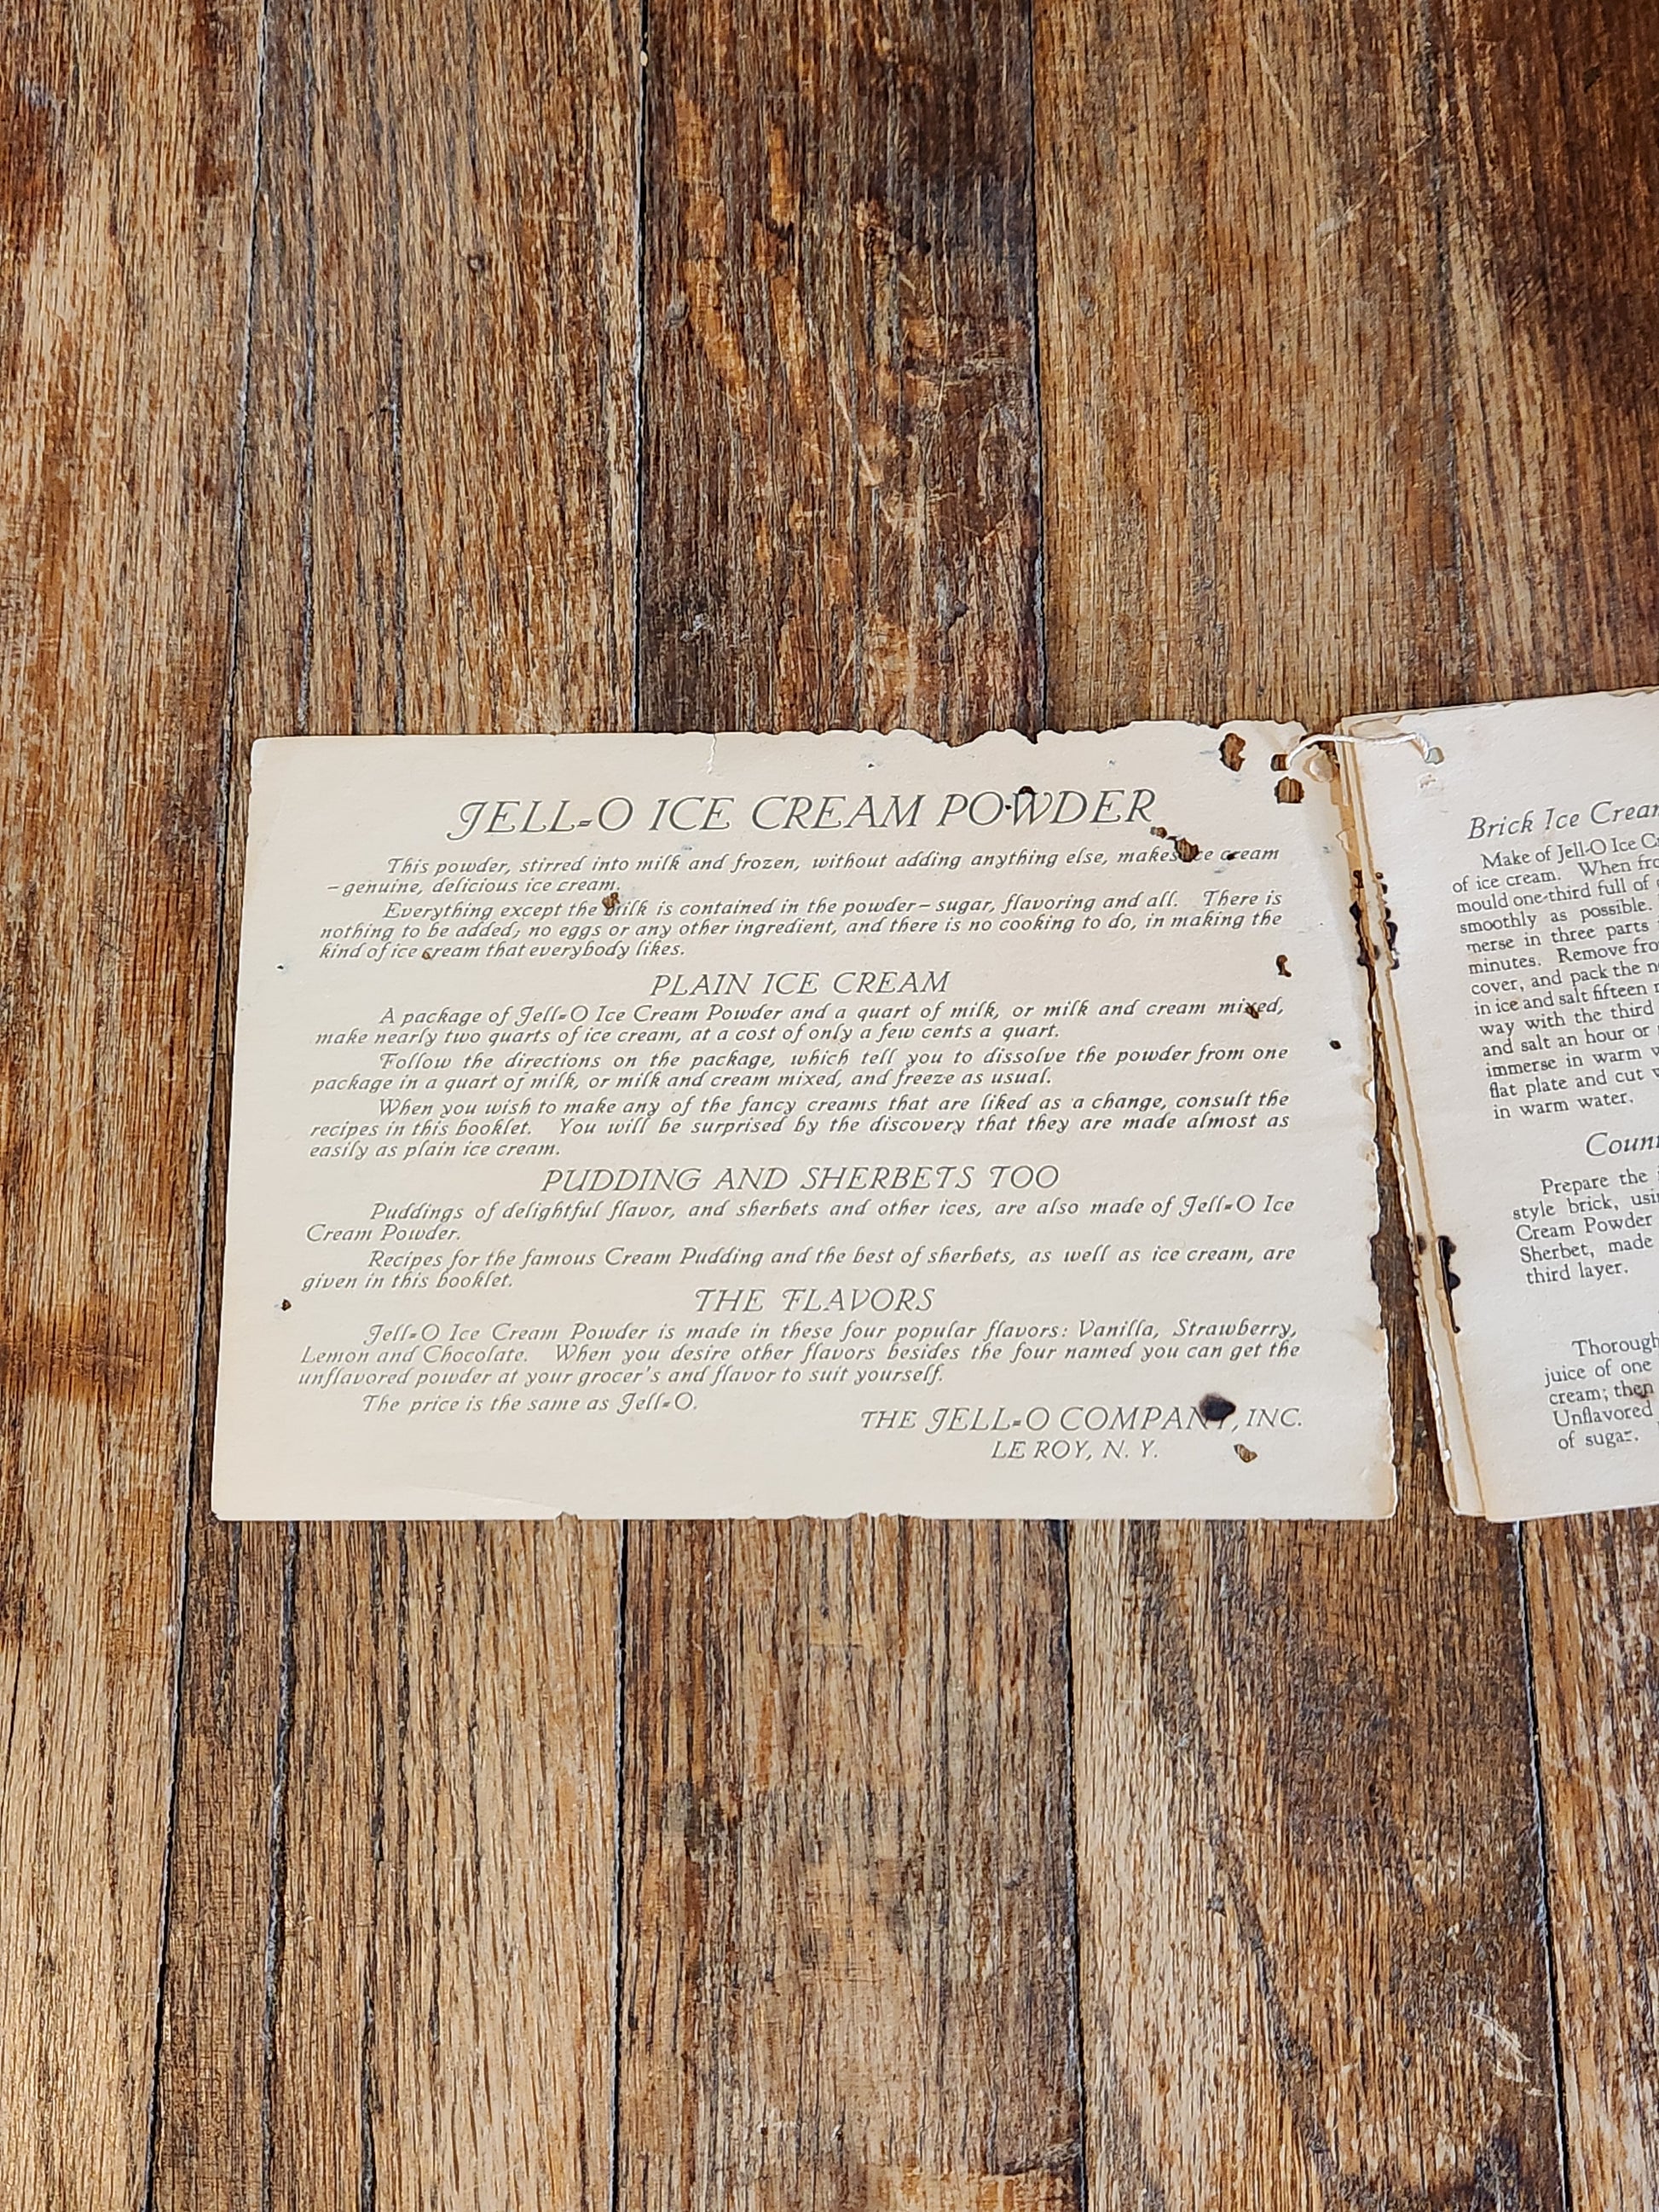 JELL-O ICE CREAM POWDER
This powder, stirred into milk and frozen, without adding anything else, makes ice cream
– genuine, delicious ice cream.
Everything except the milk is contained in the powder – sugar, flavoring and all. There is
nothing to be added, no eggs or any other ingredient, and there is no cooking to do, in making the
kind of ice cream that everybody likes.
PLAIN ICE CREAM
A package of Jell-O Ice Cream Powder and a quart of milk, or milk and cream mixed,
make nearly two quarts of ice cream, at a cost of only a few cents a quart.
Follow the directions on the package, which tell you to dissolve the powder from one
package in a quart of milk, or milk and cream mixed, and freeze as usual.
When you wish to make any of the fancy creams that are liked as a change, consult the
recipes in this booklet. You will be surprised by the discovery that they are made almost as
easily as plain ice cream.
PUDDING AND SHERBETS TOO
Puddings of delightful flavor, and sherbets and other ices, are also made of Jell-O Ice
Cream Powder.
Recipes for the famous Cream Pudding and the best of sherbets, as well as ice cream, are
given in this booklet.
THE FLAVORS
Jell-O Ice Cream Powder is made in these four popular flavors: Vanilla, Strawberry,
Lemon and Chocolate. When you desire other flavors besides the four named you can get the
unflavored powder at your grocer's and flavor to suit yourself.
The price is the same as Jell-O.
THE JELL-O COMPANY, INC.
LE ROY, N. Y.
Brick Ice Cream
Make of Jell-O Ice
of ice cream. When
mould one-third full of
smoothly as possible.
merse in three parts
minutes. Remove
cover, and pack the
in ice and salt fifteen
way with the third
and salt an hour or
immerse in warm
flat plate and cut
in warm water.
Prepare the
style brick,
Cream Powder
Sherbet, made
third layer.
juice of one
cream; then
Unflavored
of sugar.